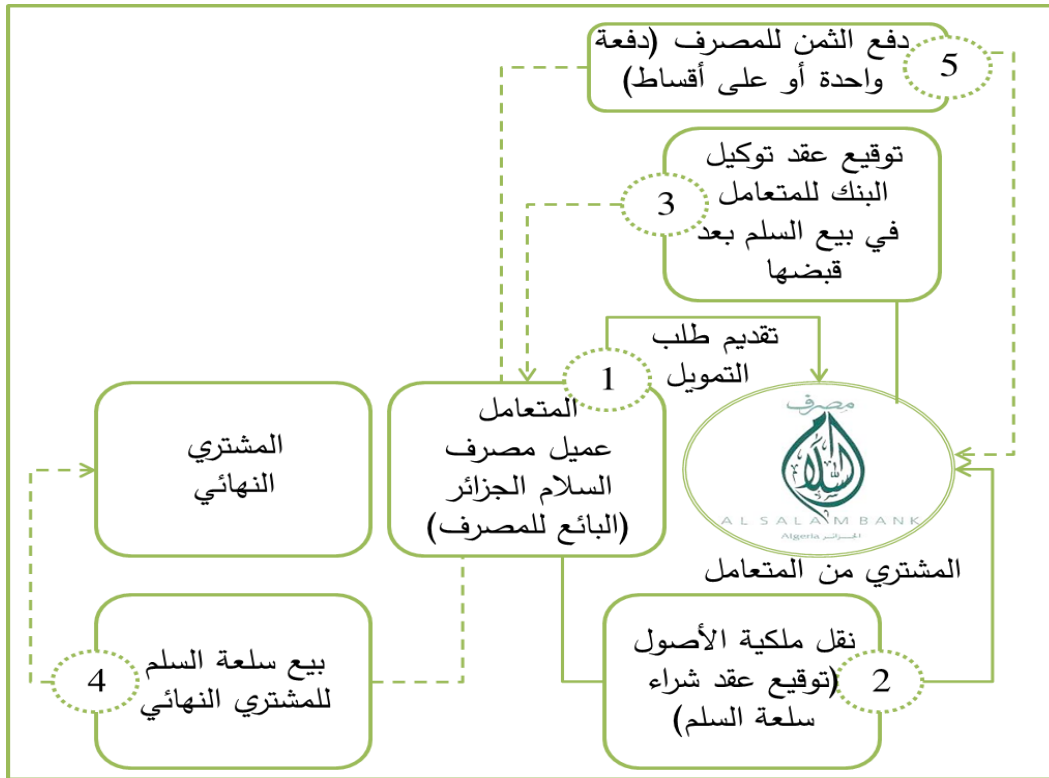 دفع الثمن للمصرف (دفعة
واحدة أو على أقساط)
5
توقيع عقد توكيل
البنك للمتعامل
في بيع السلم بعد
قبضها
3
تقديم طلب
التمويل
1
المتعامل
عميل مصرف
السلام الجزائر
(البائع للمصرف)
المشتري
النهائي
مصرف
السلام
AL SALAM BANK
Algeria الجزائر
المشتري من المتعامل
نقل ملكية الأصول
(توقيع عقد شراء
سلعة السلم)
2
بيع سلعة السلم
للمشتري النهائي
4